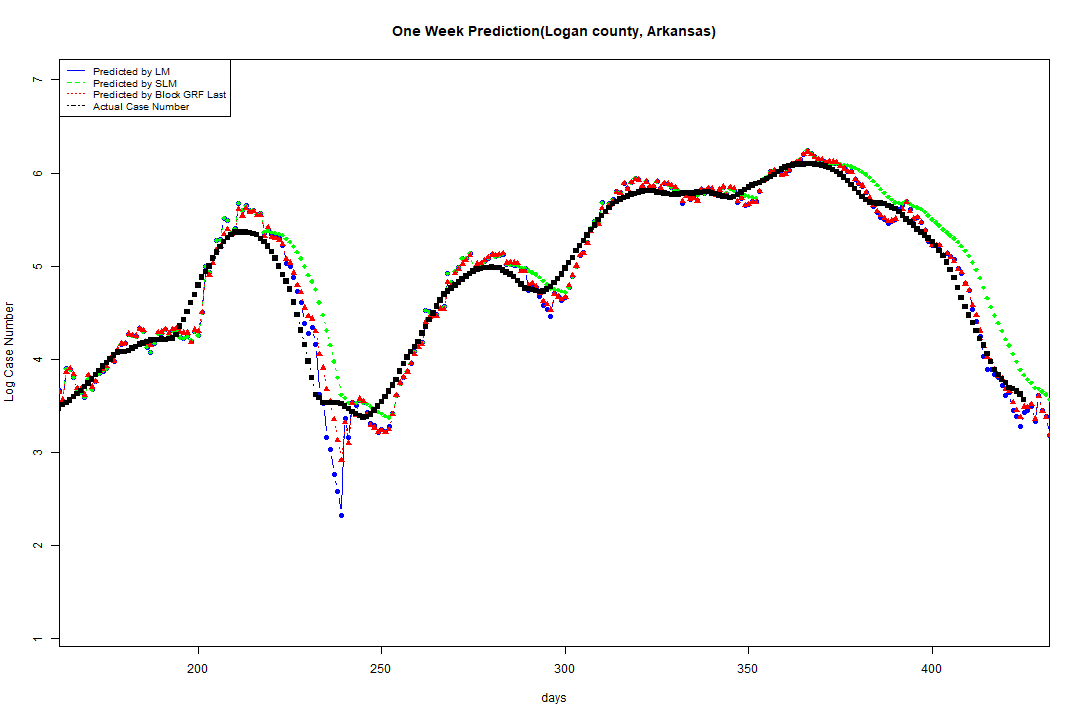 One Week Prediction(Logan county, Arkansas)
Predicted by LM
Predicted by SLM
Predicted by Block GRF Last
Actual Case Number
7
6
5
4
3
2
1
Log Case Number
200 250 300 350 400
days